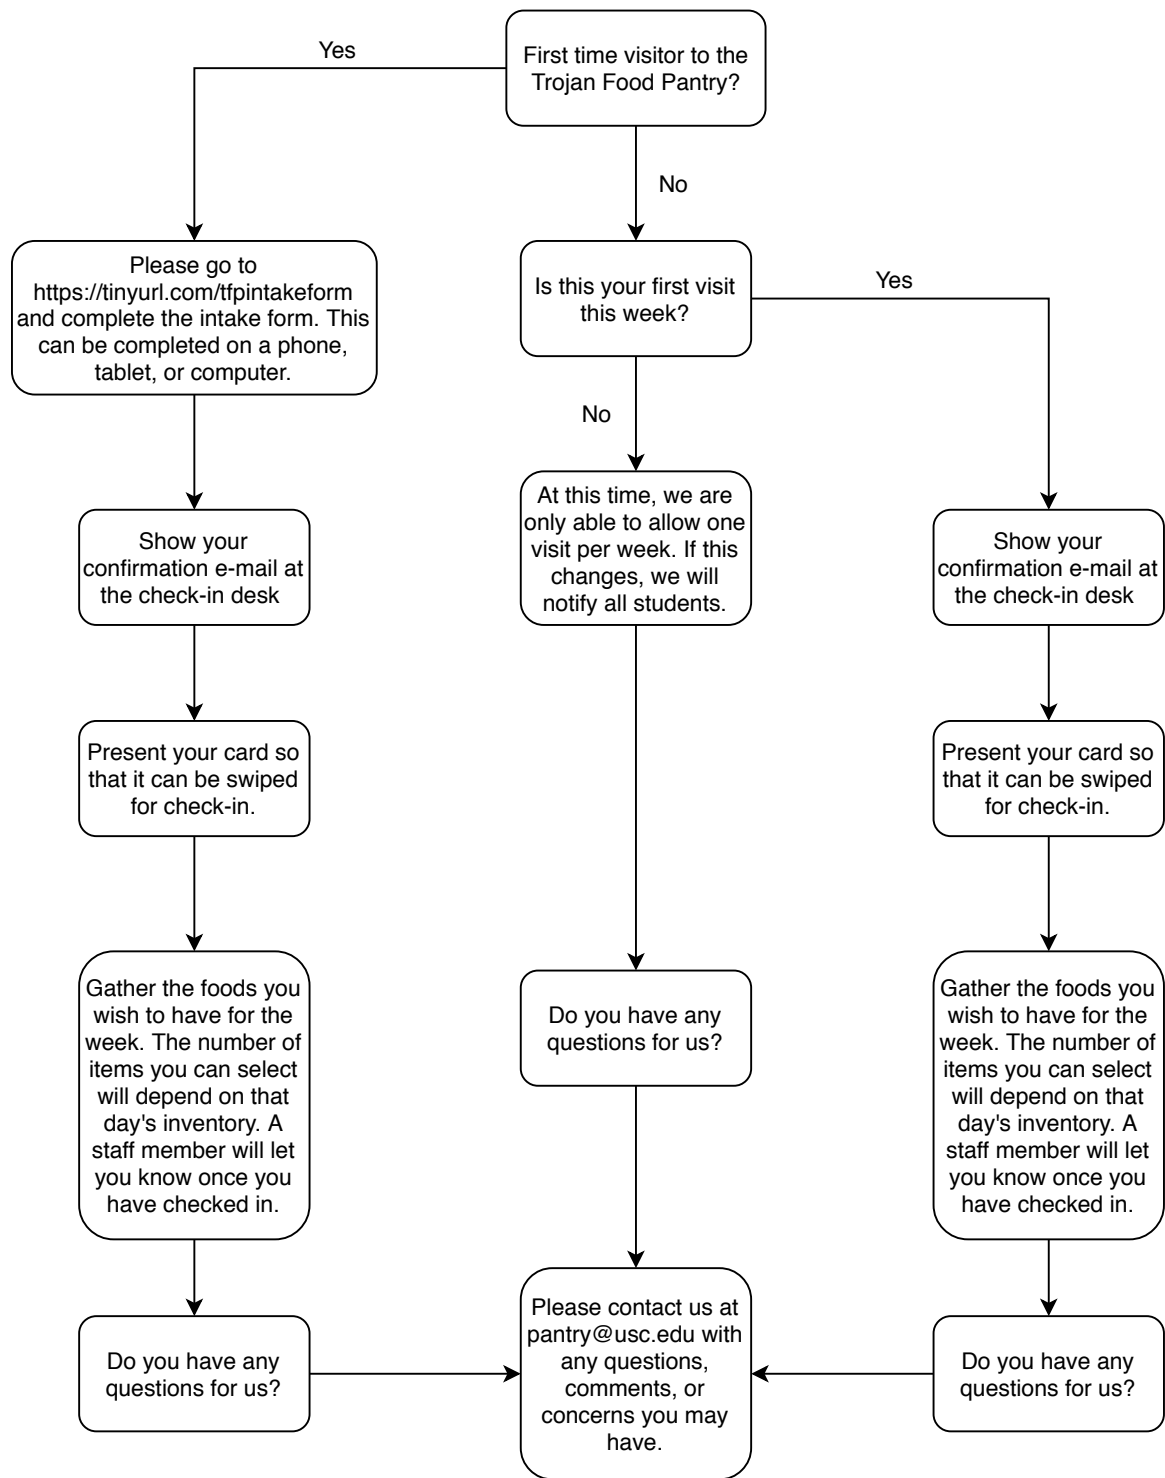 First time visitor to the
Trojan Food Pantry?
Yes
No
Please go to
https://tinyurl.com/tfpintakeform
and complete the intake form. This
can be completed on a phone,
tablet, or computer.
Is this your first visit
this week?
Yes
No
Show your
confirmation e-mail at
the check-in desk
At this time, we are
only able to allow one
visit per week. If this
changes, we will
notify all students.
Show your
confirmation e-mail at
the check-in desk
Present your card so
that it can be swiped
for check-in.
Present your card so
that it can be swiped
for check-in.
Gather the foods you
wish to have for the
week. The number of
items you can select
will depend on that
day's inventory. A
staff member will let
you know once you
have checked in.
Do you have any
questions for us?
Gather the foods you
wish to have for the
week. The number of
items you can select
will depend on that
day's inventory. A
staff member will let
you know once you
have checked in.
Do you have any
questions for us?
Please contact us at
pantry@usc.edu with
any questions,
comments, or
concerns you may
have.
Do you have any
questions for us?